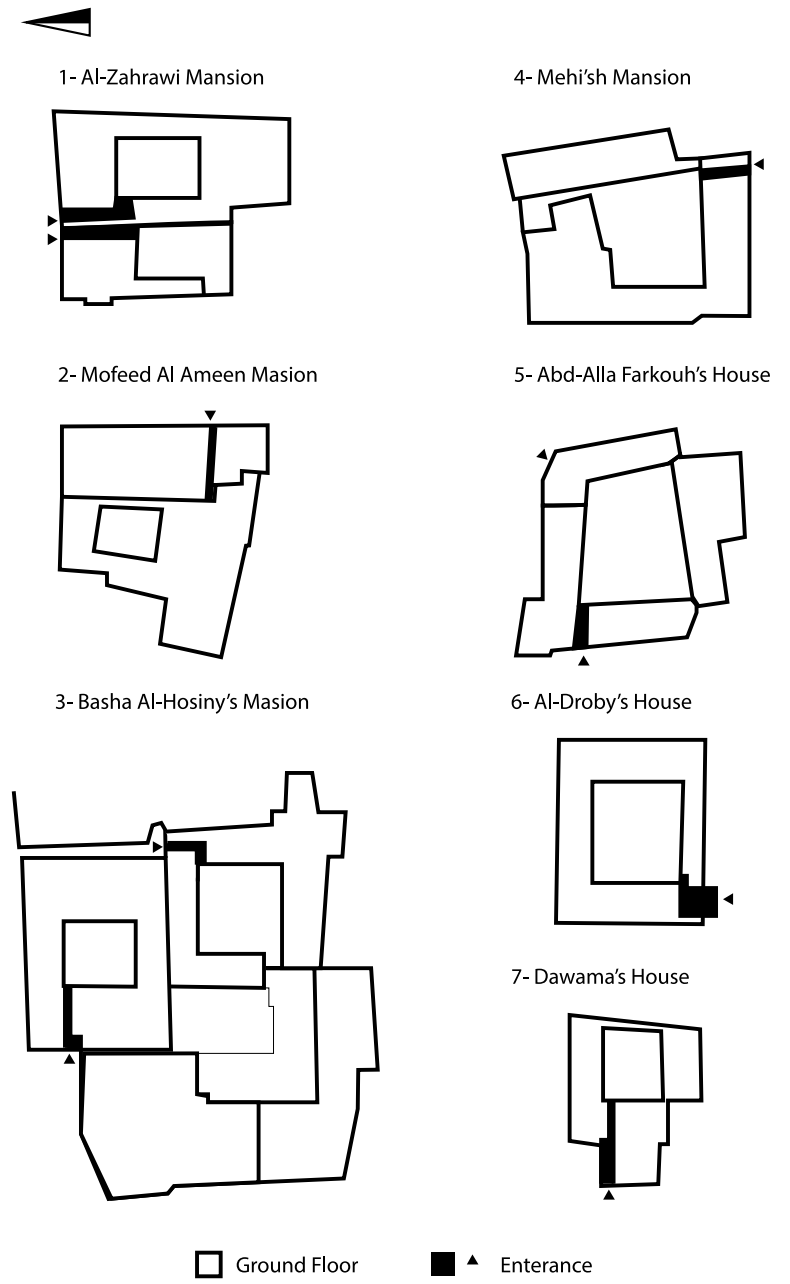 1- Al-Zahrawi Mansion
4- Mehi'sh Mansion
2- Mofeed Al Ameen Masion
5- Abd-Alla Farkouh's House
3- Basha Al-Hosiny's Masion
6- Al-Droby's House
7- Dawama's House
Ground Floor
Enterance